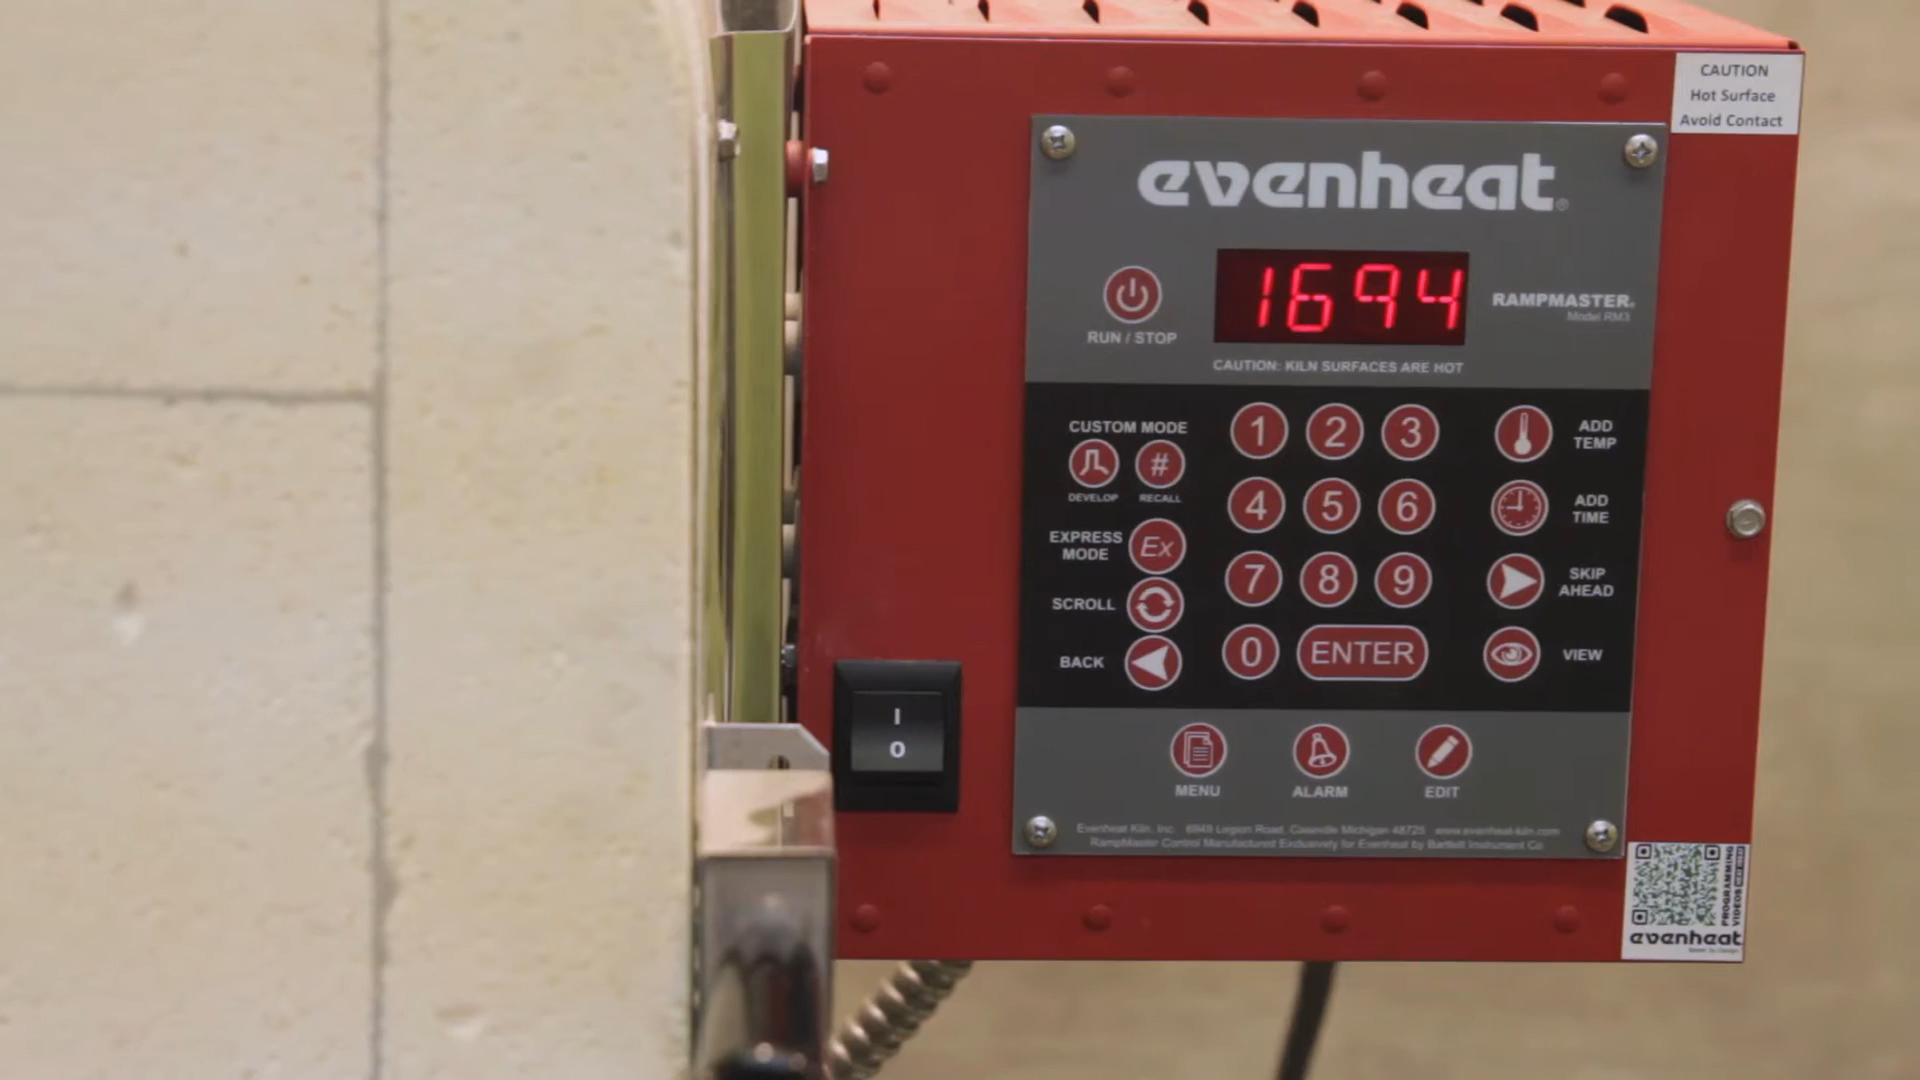 CAUTION
Hot Surface
Avoid Contact
evenheat®
1694
RAMPMASTER®
Model RM3
RUN / STOP
CAUTION: KILN SURFACES ARE HOT
CUSTOM MODE
DEVELOP
#
RECALL
1 2 3
ADD
TEMP
4 5 6
ADD
TIME
EXPRESS
MODE
Ex
7 8 9
SKIP
AHEAD
SCROLL
BACK
0 ENTER
VIEW
I
O
MENU
ALARM
EDIT
Evenheat Kiln, Inc. 6949 Legion Road, Caseville Michigan 48725 www.evenheat-kiln.com
RampMaster Control Manufactured Exclusively for Evenheat by Bartlett Instrument Co
PROGRAMMING
VIDEOS
evenheat